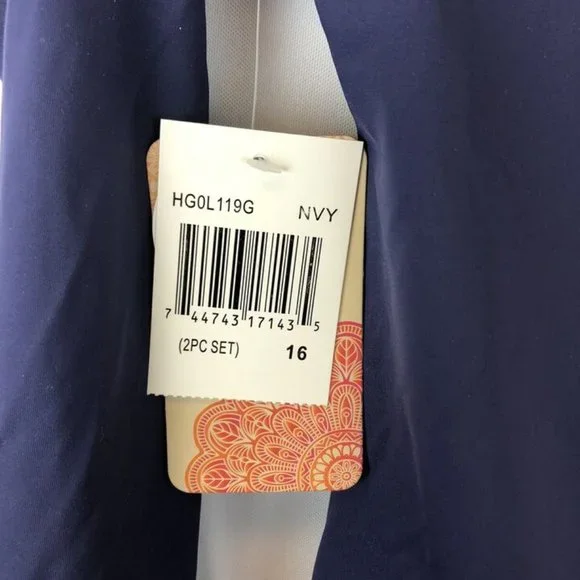 HG0L119G NVY
7 44743 17143 5
(2PC SET) 16